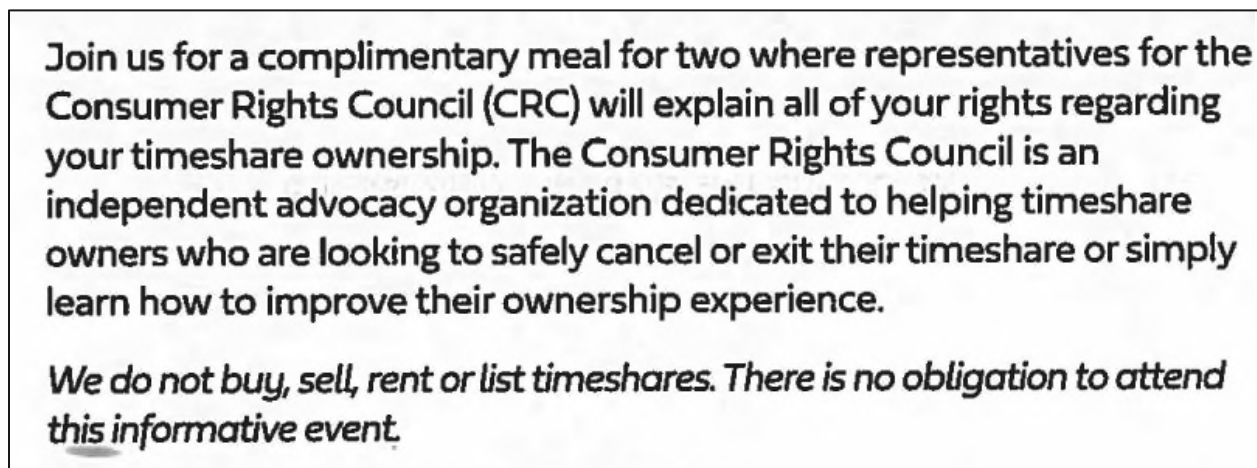 Join us for a complimentary meal for two where representatives for the
Consumer Rights Council (CRC) will explain all of your rights regarding
your timeshare ownership. The Consumer Rights Council is an
independent advocacy organization dedicated to helping timeshare
owners who are looking to safely cancel or exit their timeshare or simply
learn how to improve their ownership experience.
We do not buy, sell, rent or list timeshares. There is no obligation to attend
this informative event.